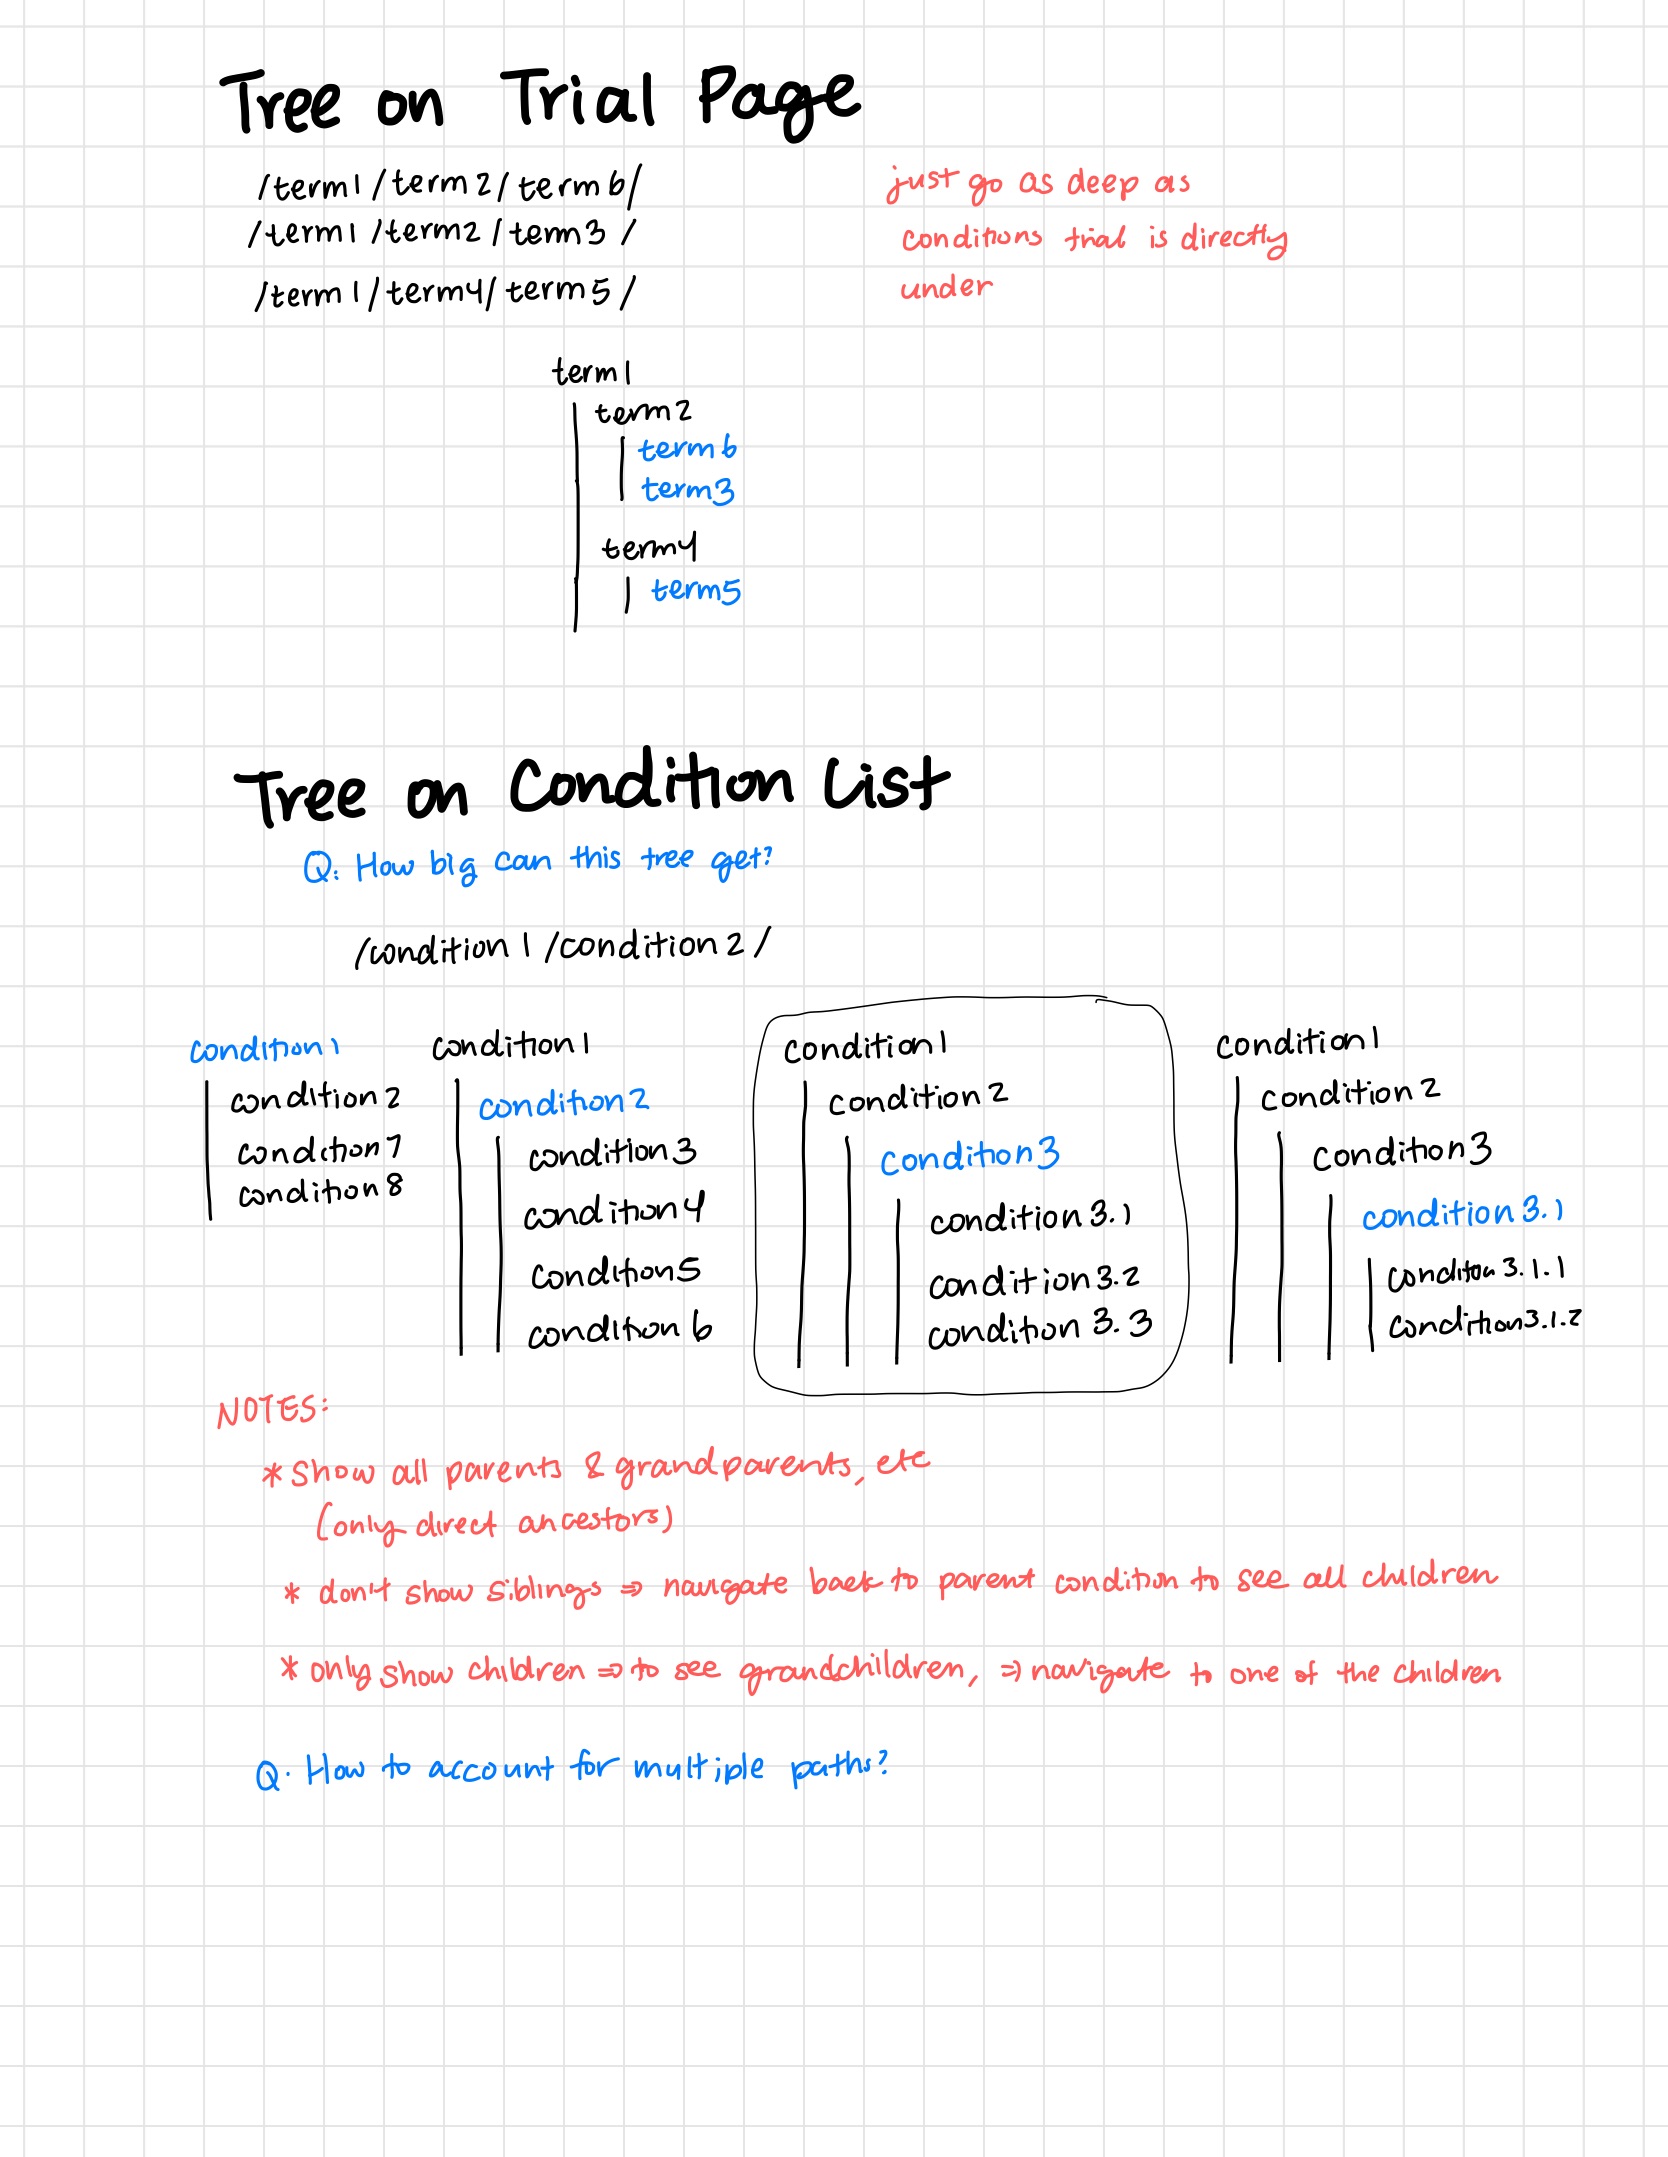 Tree on Trial Page
/term1/term2/term6/
/term1/term2/term3/
/term1/term4/term5/
just go as deep as
conditions trial is directly
under
term1
term2
term6
term3
term4
term5
Tree on Condition List
Q: How big can this tree get?
/condition1/condition2/
condition1
condition2
condition7
condition8
condition1
condition2
condition3
condition4
condition5
condition6
condition1
condition2
condition3
condition3.1
condition3.2
condition3.3
condition1
condition2
condition3
condition3.1
condition3.1.1
condition3.1.2
NOTES:
* Show all parents & grandparents, etc
(only direct ancestors)
* don't show siblings ⇒ navigate back to parent condition to see all children
* only show children ⇒ to see grandchildren, ⇒ navigate to one of the children
Q. How to account for multiple paths?